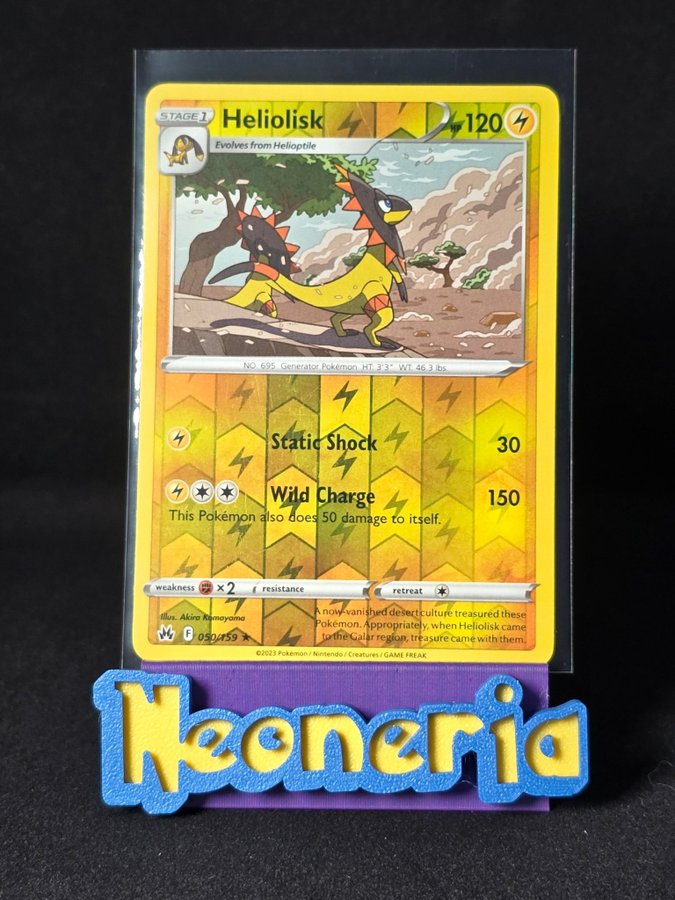 STAGE 1 Heliolisk HP 120
Evolves from Helioptile
NO. 695 Generator Pokémon HT: 3'3" WT: 46.3 lbs.
Static Shock 30
Wild Charge 150
This Pokémon also does 50 damage to itself.
weakness ×2 resistance retreat
Illus. Akira Komayama
F 050/159 ★
A now-vanished desert culture treasured these
Pokémon. Appropriately, when Heliolisk came
to the Galar region, treasure came with them.
©2023 Pokémon / Nintendo / Creatures / GAME FREAK
Neoneria